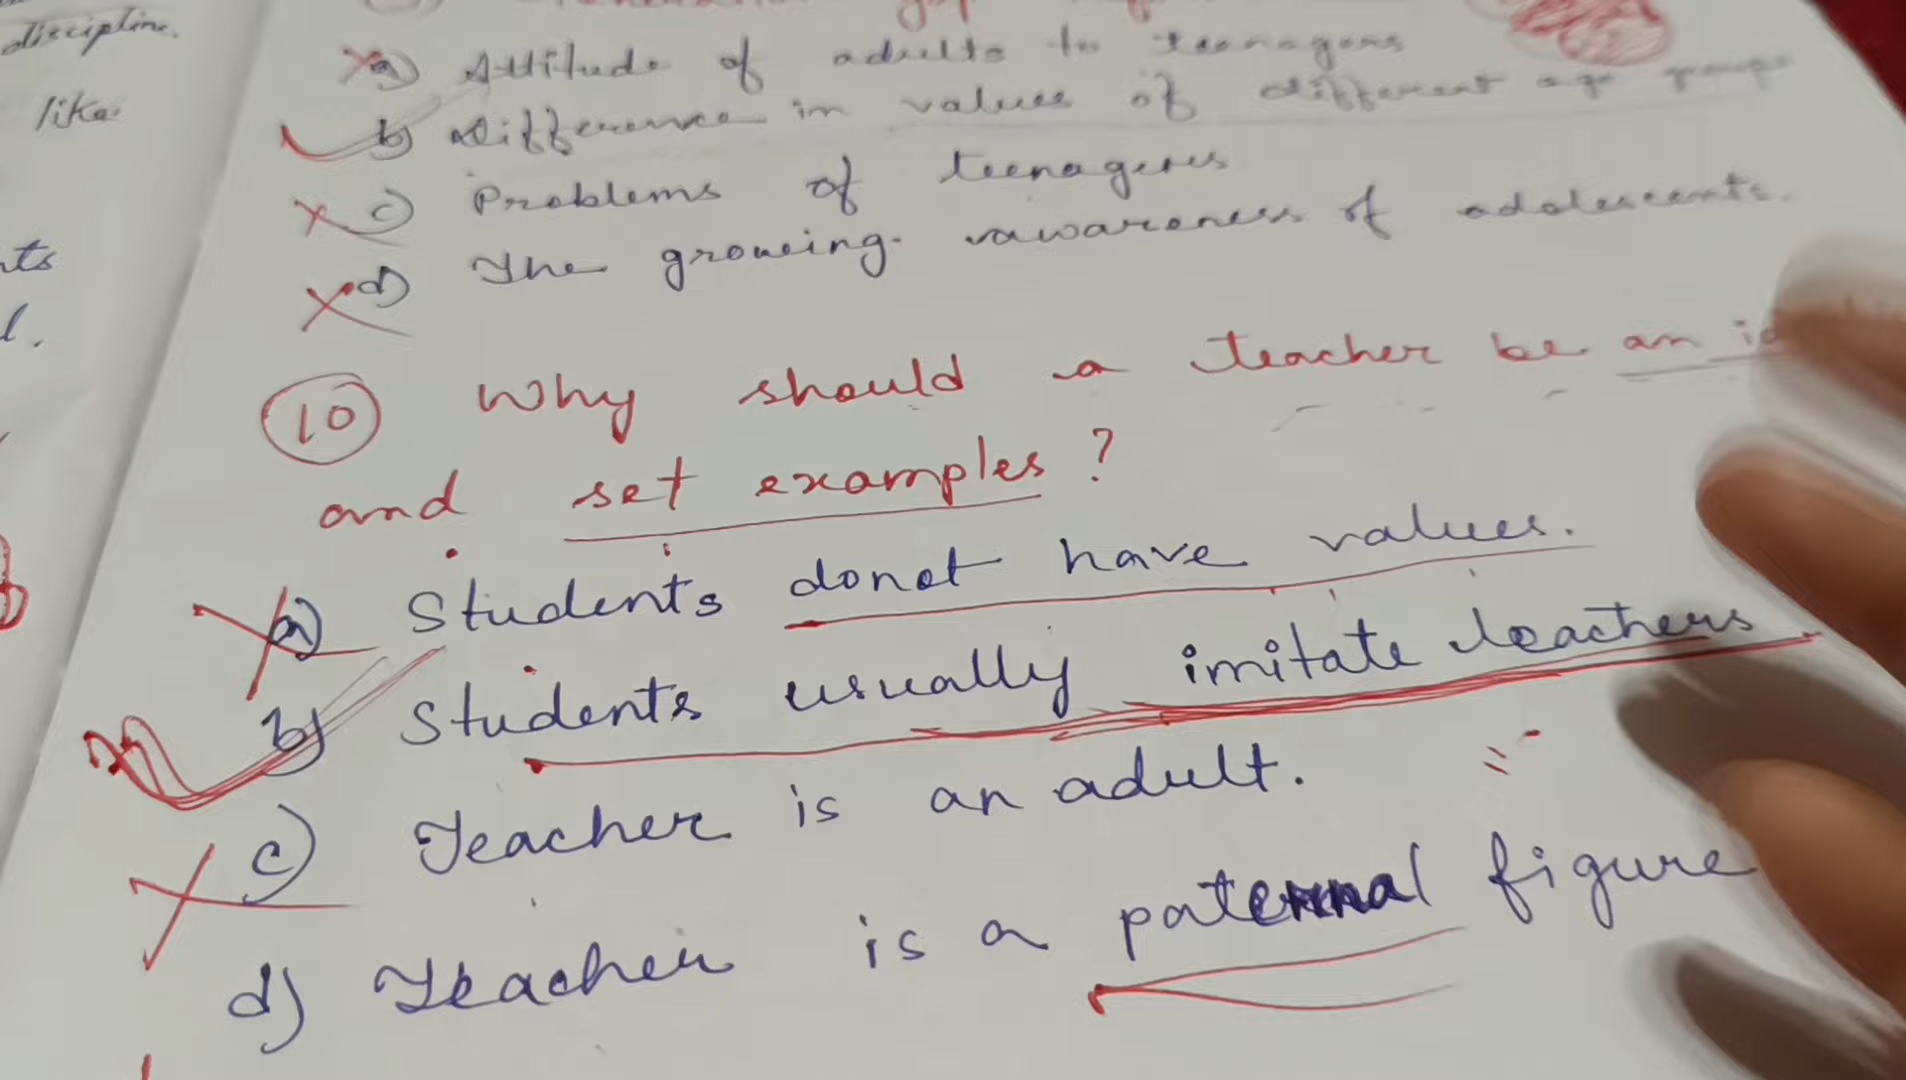 discipline.
like
nts
l.
gap
a) Attitude of adults to teenagers
b) Difference in values of different age groups
c) Problems of teenagers
d) The growing awareness of adolescents.
10 Why should a teacher be an
and set examples?
a) Students donot have values.
b) Students usually imitate teachers
c) Teacher is an adult.
d) Teacher is a paternal figure